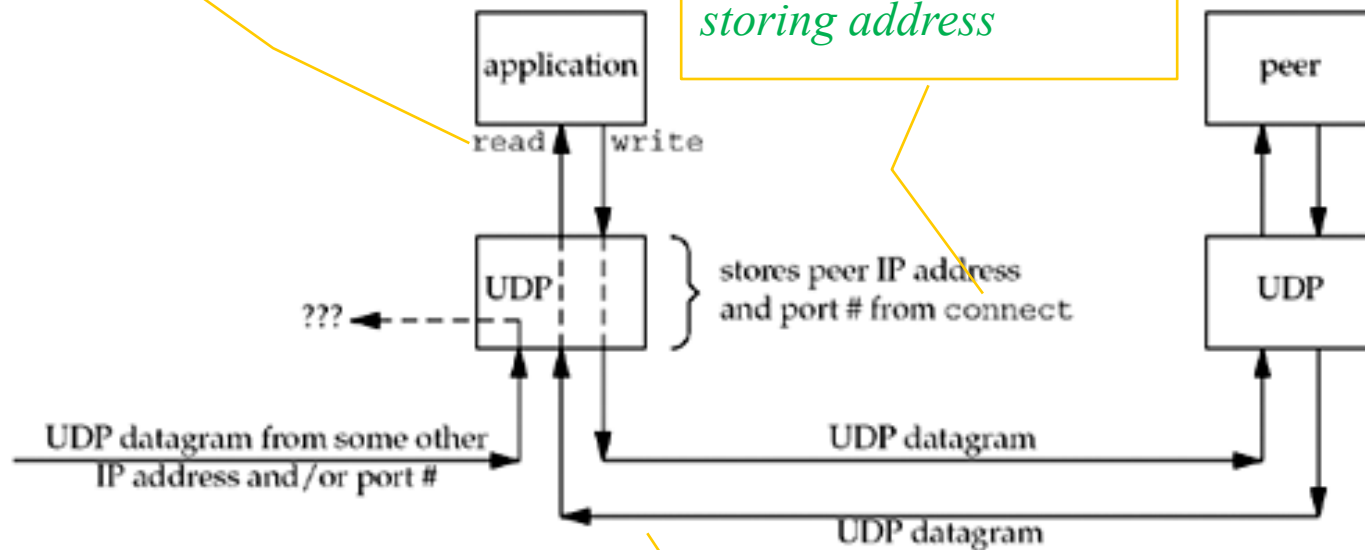 storing address
application
peer
read
write
UDP
stores peer IP address
and port # from connect
UDP
???
UDP datagram from some other
IP address and/or port #
UDP datagram
UDP datagram